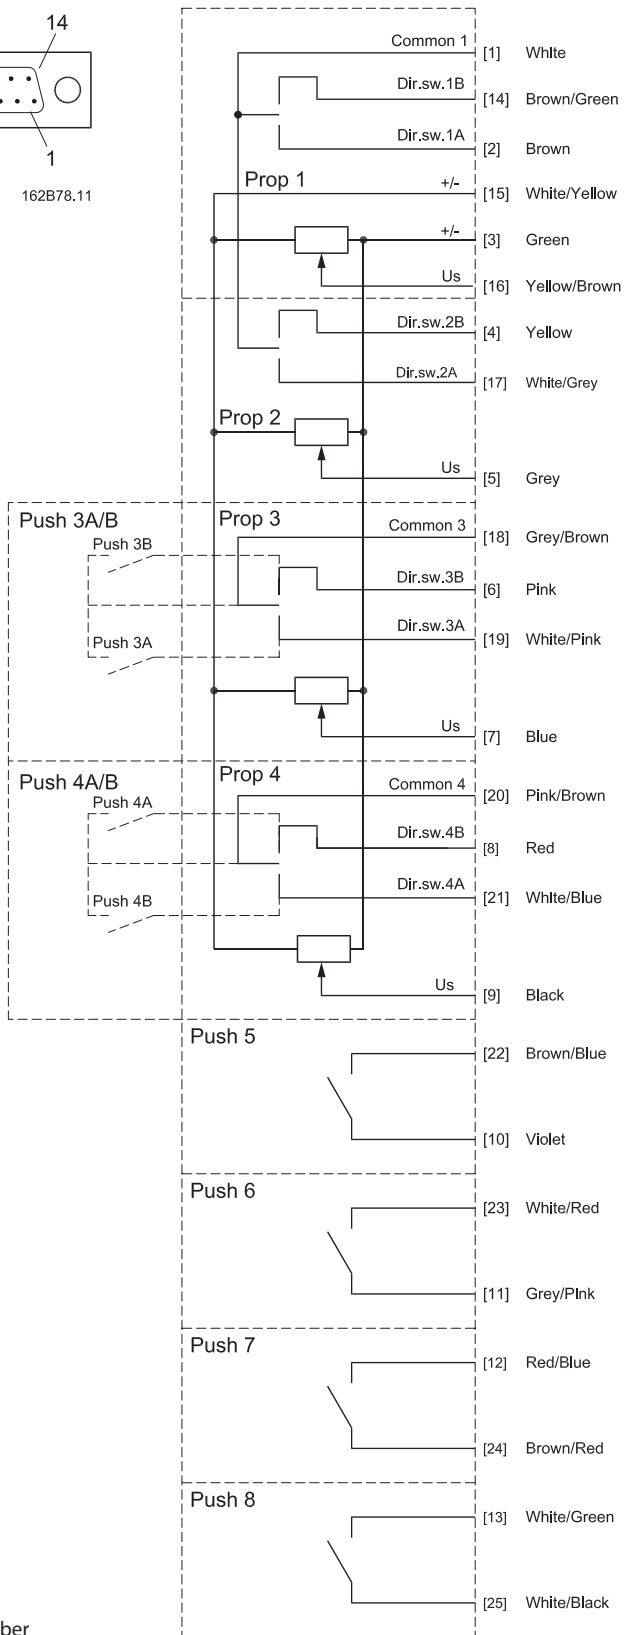 14
1
162B78.11
Common 1 [1] White
Dir.sw.1B [14] Brown/Green
Dir.sw.1A [2] Brown
Prop 1 +/- [15] White/Yellow
+/- [3] Green
Us [16] Yellow/Brown
Dir.sw.2B [4] Yellow
Dir.sw.2A [17] White/Grey
Prop 2
Us [5] Grey
Push 3A/B Prop 3 Common 3 [18] Grey/Brown
Push 3B
Dir.sw.3B [6] Pink
Dir.sw.3A [19] White/Pink
Push 3A
Us [7] Blue
Push 4A/B Prop 4 Common 4 [20] Pink/Brown
Push 4A
Dir.sw.4B [8] Red
Dir.sw.4A [21] White/Blue
Push 4B
Us [9] Black
Push 5
[22] Brown/Blue
[10] Violet
Push 6
[23] White/Red
[11] Grey/Pink
Push 7
[12] Red/Blue
[24] Brown/Red
Push 8
[13] White/Green
[25] White/Black
ber